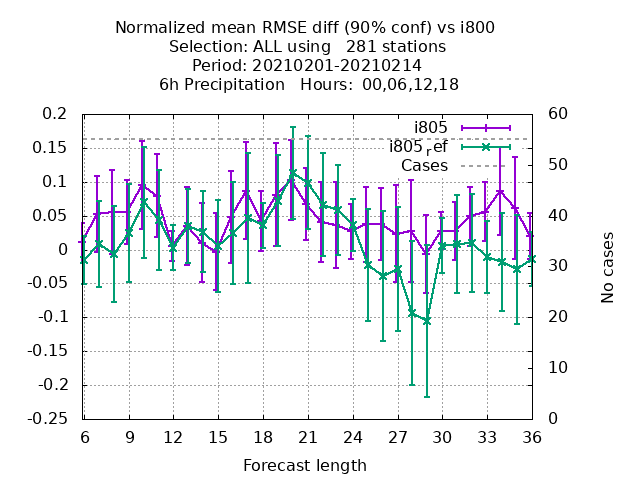 Normalized mean RMSE diff (90% conf) vs i800
Selection: ALL using   281 stations
Period: 20210201-20210214
6h Precipitation   Hours:  00,06,12,18
i805
i805ref
Cases
0.2
0.15
0.1
0.05
0
-0.05
-0.1
-0.15
-0.2
-0.25
60
50
40
30
20
10
0
No cases
6 9 12 15 18 21 24 27 30 33 36
Forecast length